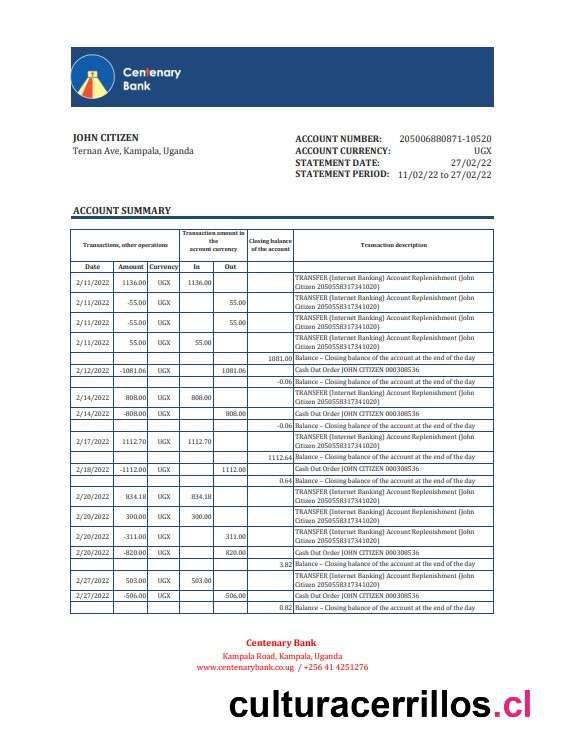 Centenary
Bank
JOHN CITIZEN
Ternan Ave, Kampala, Uganda
ACCOUNT NUMBER: 205006880871-10520
ACCOUNT CURRENCY: UGX
STATEMENT DATE: 27/02/22
STATEMENT PERIOD: 11/02/22 to 27/02/22
ACCOUNT SUMMARY
Transactions, other operations
Transaction amount in
the
account currency
Closing balance
of the account
Transaction description
Date Amount Currency In Out
2/11/2022 1136.00 UGX 1136.00 TRANSFER (Internet Banking) Account Replenishment (John
Citizen 2050558317341020)
2/11/2022 -55.00 UGX 55.00 TRANSFER (Internet Banking) Account Replenishment (John
Citizen 2050558317341020)
2/11/2022 -55.00 UGX 55.00 TRANSFER (Internet Banking) Account Replenishment (John
Citizen 2050558317341020)
2/11/2022 55.00 UGX 55.00 TRANSFER (Internet Banking) Account Replenishment (John
Citizen 2050558317341020)
1081.00 Balance – Closing balance of the account at the end of the day
2/12/2022 -1081.06 UGX 1081.06 Cash Out Order JOHN CITIZEN 000308536
-0.06 Balance – Closing balance of the account at the end of the day
2/14/2022 808.00 UGX 808.00 TRANSFER (Internet Banking) Account Replenishment (John
Citizen 2050558317341020)
2/14/2022 -808.00 UGX 808.00 Cash Out Order JOHN CITIZEN 000308536
-0.06 Balance – Closing balance of the account at the end of the day
2/17/2022 1112.70 UGX 1112.70 TRANSFER (Internet Banking) Account Replenishment (John
Citizen 2050558317341020)
1112.64 Balance – Closing balance of the account at the end of the day
2/18/2022 -1112.00 UGX 1112.00 Cash Out Order JOHN CITIZEN 000308536
0.64 Balance – Closing balance of the account at the end of the day
2/20/2022 834.18 UGX 834.18 TRANSFER (Internet Banking) Account Replenishment (John
Citizen 2050558317341020)
2/20/2022 300.00 UGX 300.00 TRANSFER (Internet Banking) Account Replenishment (John
Citizen 2050558317341020)
2/20/2022 -311.00 UGX 311.00 TRANSFER (Internet Banking) Account Replenishment (John
Citizen 2050558317341020)
2/20/2022 -820.00 UGX 820.00 Cash Out Order JOHN CITIZEN 000308536
3.82 Balance – Closing balance of the account at the end of the day
2/27/2022 503.00 UGX 503.00 TRANSFER (Internet Banking) Account Replenishment (John
Citizen 2050558317341020)
2/27/2022 -506.00 UGX 506.00 Cash Out Order JOHN CITIZEN 000308536
0.82 Balance – Closing balance of the account at the end of the day
Centenary Bank
Kampala Road, Kampala, Uganda
www.centenarybank.co.ug / +256 41 4251276
culturacerrillos.cl